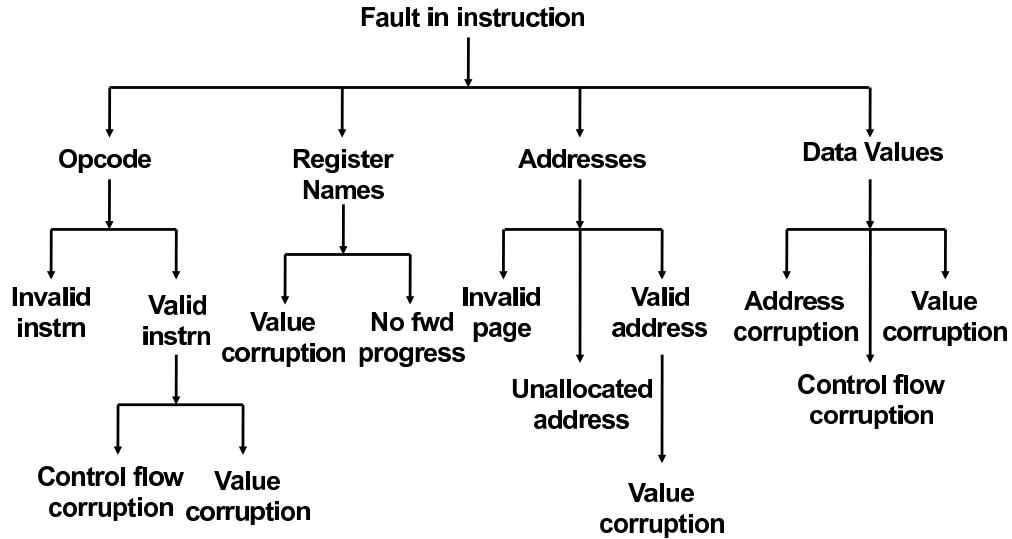 Fault in instruction
Opcode
Register
Names
Addresses
Data Values
Invalid
instrn
Valid
instrn
Value
corruption
No fwd
progress
Invalid
page
Unallocated
address
Valid
address
Address
corruption
Control flow
corruption
Value
corruption
Control flow
corruption
Value
corruption
Value
corruption